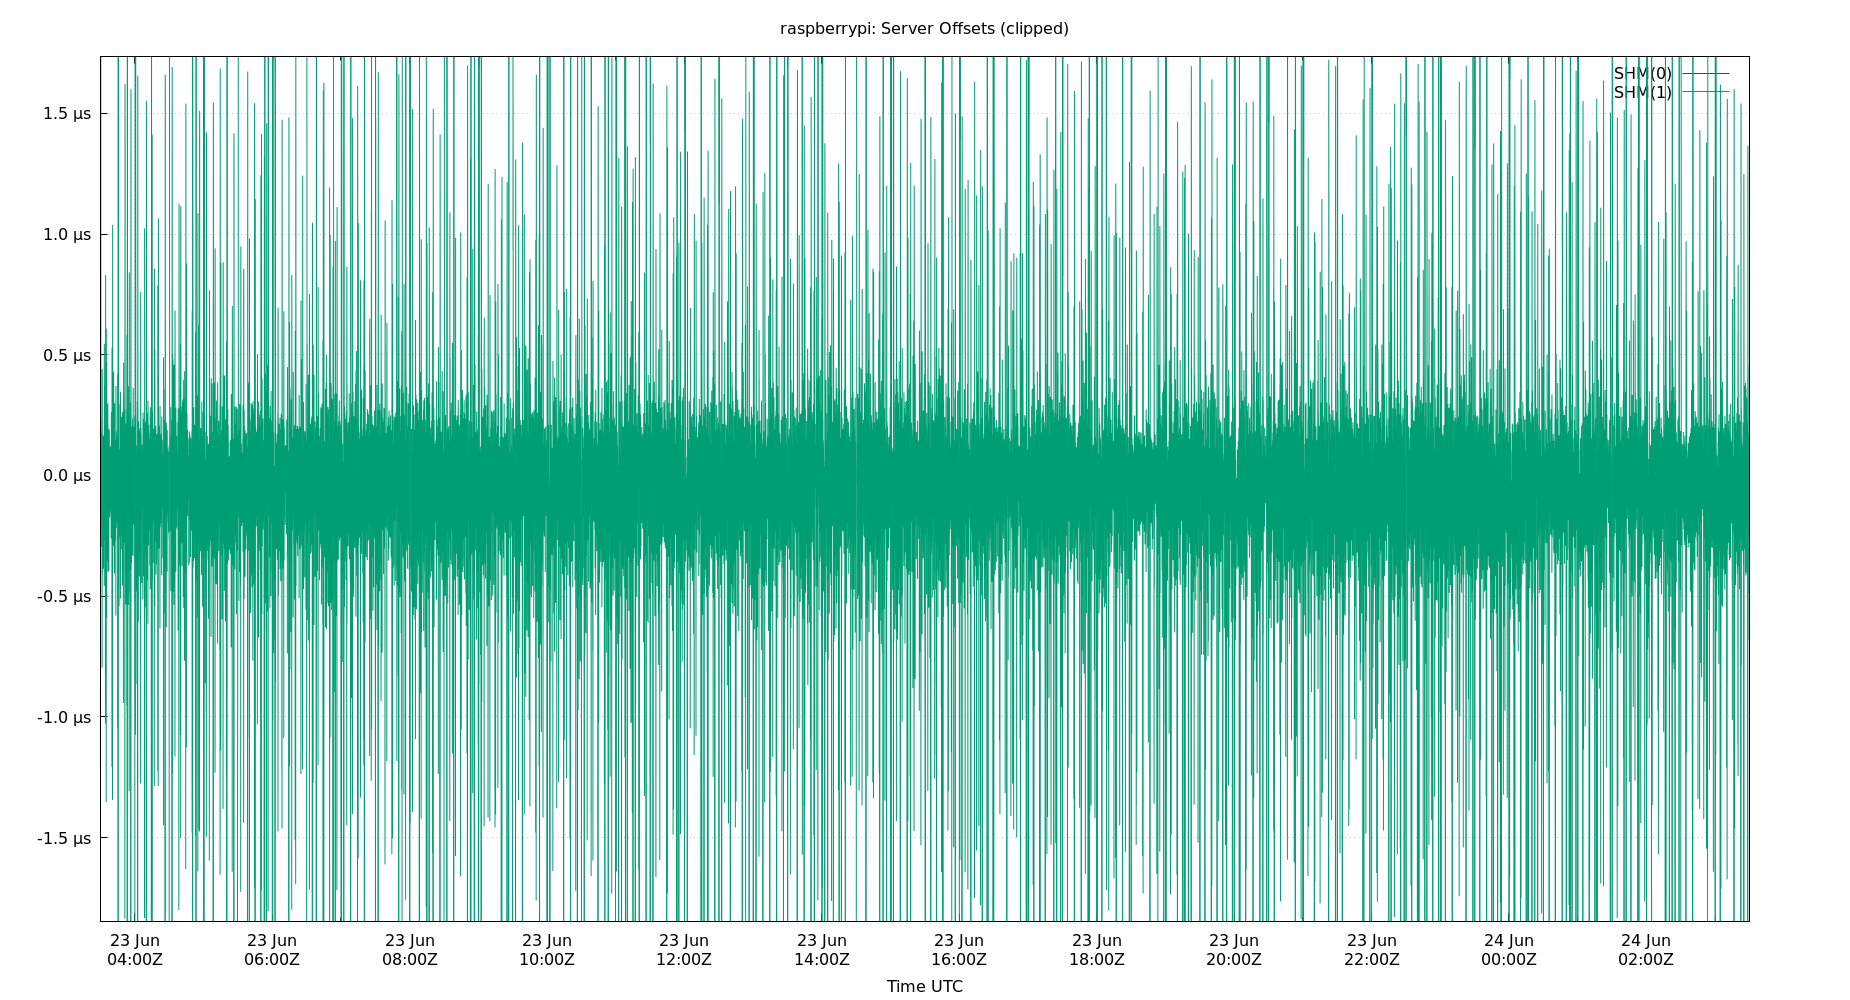 raspberrypi: Server Offsets (clipped)
SHM(0)
SHM(1)
1.5 μs
1.0 μs
0.5 μs
0.0 μs
-0.5 μs
-1.0 μs
-1.5 μs
23 Jun 23 Jun 23 Jun 23 Jun 23 Jun 23 Jun 23 Jun 23 Jun 23 Jun 23 Jun 24 Jun 24 Jun
04:00Z 06:00Z 08:00Z 10:00Z 12:00Z 14:00Z 16:00Z 18:00Z 20:00Z 22:00Z 00:00Z 02:00Z
Time UTC